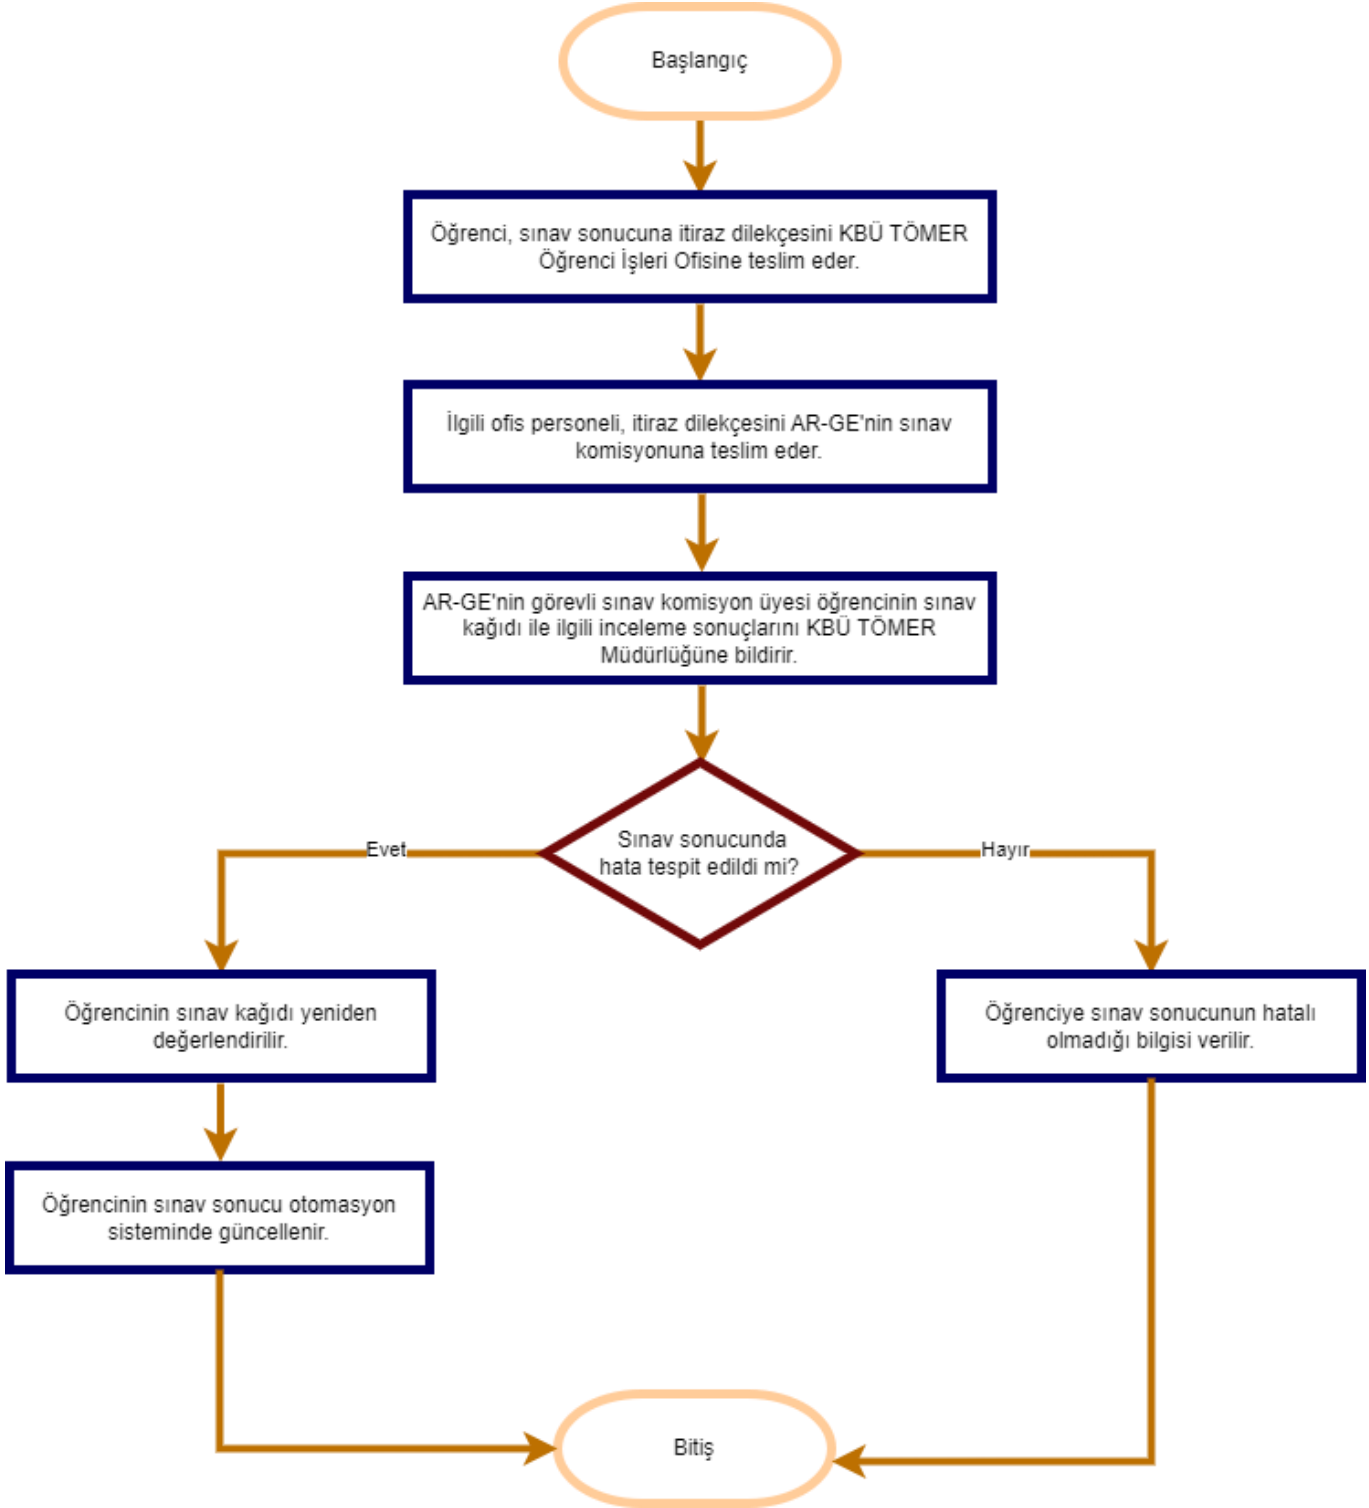 Başlangıç
Öğrenci, sınav sonucuna itiraz dilekçesini KBÜ TÖMER
Öğrenci İşleri Ofisine teslim eder.
İlgili ofis personeli, itiraz dilekçesini AR-GE'nin sınav
komisyonuna teslim eder.
AR-GE'nin görevli sınav komisyon üyesi öğrencinin sınav
kağıdı ile ilgili inceleme sonuçlarını KBÜ TÖMER
Müdürlüğüne bildirir.
Sınav sonucunda
hata tespit edildi mi?
Evet
Hayır
Öğrencinin sınav kağıdı yeniden
değerlendirilir.
Öğrenciye sınav sonucunun hatalı
olmadığı bilgisi verilir.
Öğrencinin sınav sonucu otomasyon
sisteminde güncellenir.
Bitiş